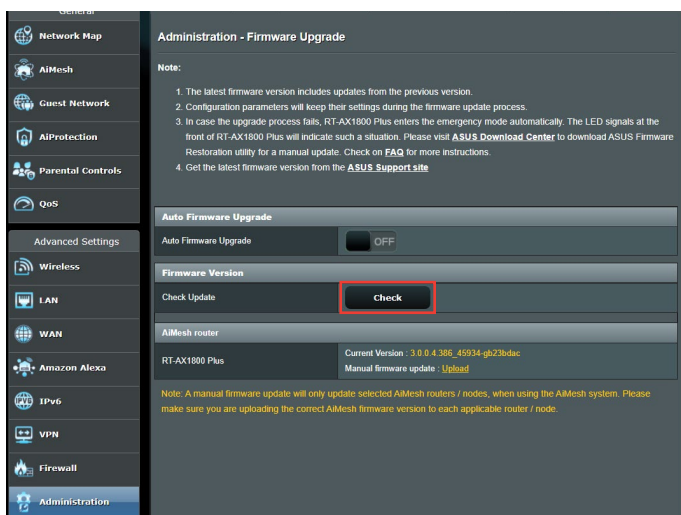 General
Network Map
AiMesh
Guest Network
AiProtection
Parental Controls
QoS
Advanced Settings
Wireless
LAN
WAN
Amazon Alexa
IPv6
VPN
Firewall
Administration
Administration - Firmware Upgrade
Note:
1. The latest firmware version includes updates from the previous version.
2. Configuration parameters will keep their settings during the firmware update process.
3. In case the upgrade process fails, RT-AX1800 Plus enters the emergency mode automatically. The LED signals at the
front of RT-AX1800 Plus will indicate such a situation. Please visit ASUS Download Center to download ASUS Firmware
Restoration utility for a manual update. Check on FAQ for more instructions.
4. Get the latest firmware version from the ASUS Support site
Auto Firmware Upgrade
Auto Firmware Upgrade OFF
Firmware Version
Check Update Check
AiMesh router
RT-AX1800 Plus
Current Version : 3.0.0.4.386_45934-gb23bdac
Manual firmware update : Upload
Note: A manual firmware update will only update selected AiMesh routers / nodes, when using the AiMesh system. Please
make sure you are uploading the correct AiMesh firmware version to each applicable router / node.